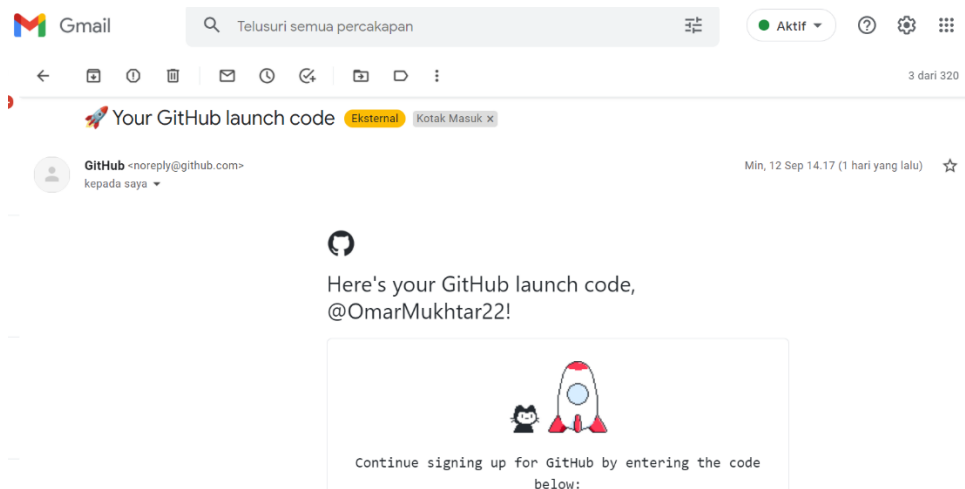 Gmail
Telusuri semua percakapan
Aktif
3 dari 320
Your GitHub launch code Eksternal Kotak Masuk x
GitHub <noreply@github.com>
Min, 12 Sep 14.17 (1 hari yang lalu)
kepada saya
Here's your GitHub launch code,
@OmarMukhtar22!
Continue signing up for GitHub by entering the code
below: